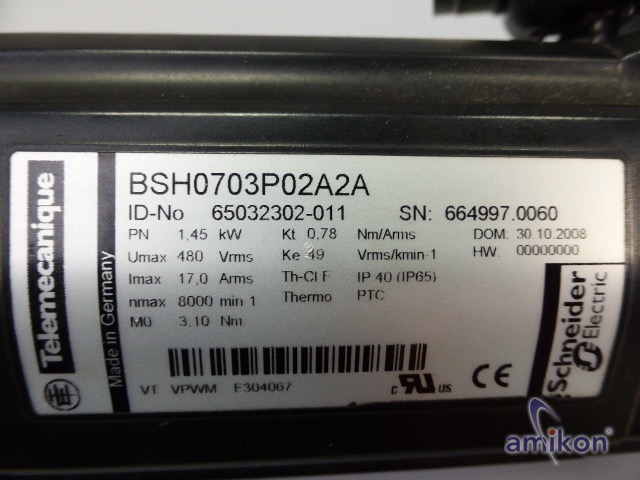 Telemecanique
Made in Germany
BSH0703P02A2A
ID-No 65032302-011 SN: 664997.0060
PN 1,45 kW Kt 0,78 Nm/Arms DOM: 30.10.2008
Umax 480 Vrms Ke 49 Vrms/kmin-1 HW: 00000000
Imax 17,0 Arms Th-Cl F IP 40 (IP65)
nmax 8000 min-1 Thermo PTC
M0 3,10 Nm
VT VPWM E304067
c RU US CE
Schneider
Electric
amikon